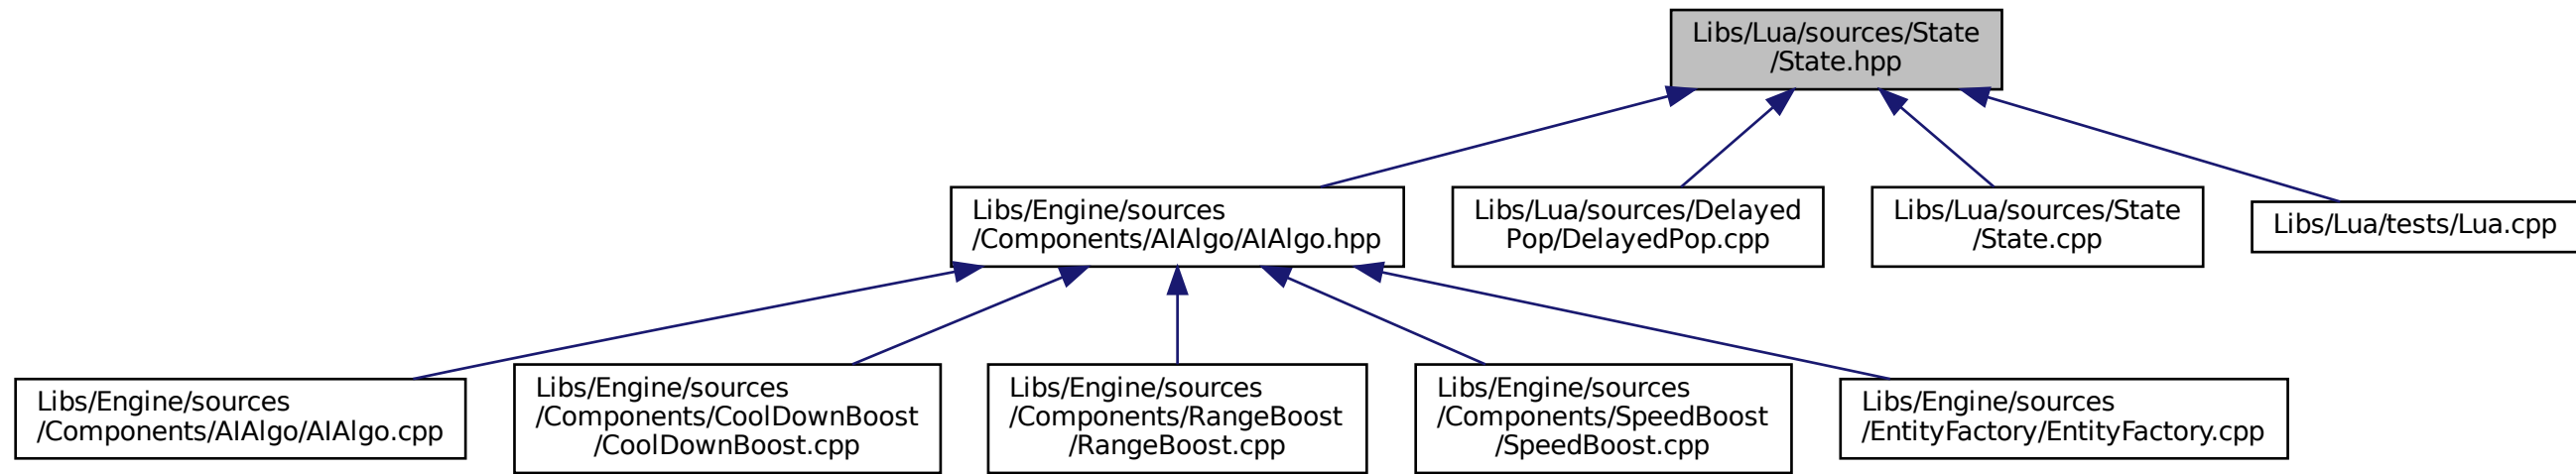 Libs/Lua/sources/State
/State.hpp
Libs/Engine/sources
/Components/AIAlgo/AIAlgo.hpp
Libs/Lua/sources/Delayed
Pop/DelayedPop.cpp
Libs/Lua/sources/State
/State.cpp
Libs/Lua/tests/Lua.cpp
Libs/Engine/sources
/Components/AIAlgo/AIAlgo.cpp
Libs/Engine/sources
/Components/CoolDownBoost
/CoolDownBoost.cpp
Libs/Engine/sources
/Components/RangeBoost
/RangeBoost.cpp
Libs/Engine/sources
/Components/SpeedBoost
/SpeedBoost.cpp
Libs/Engine/sources
/EntityFactory/EntityFactory.cpp